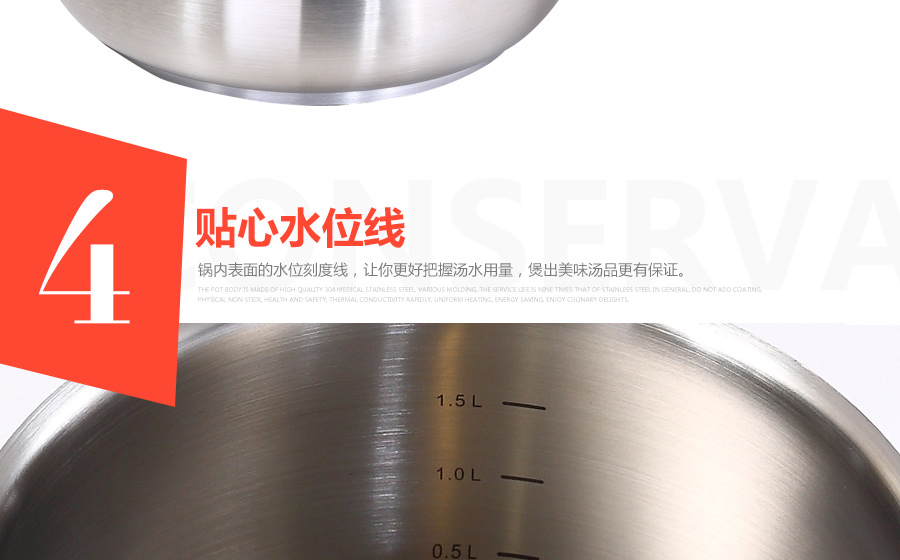 ONSERVA
4
贴心水位线
锅内表面的水位刻度线，让你更好把握汤水用量，煲出美味汤品更有保证。
THE POT BODY IS MADE OF HIGH QUALITY 304 MEDICAL STAINLESS STEEL, VARIOUS MOLDING, THE SERVICE LIFE IS NINE TIMES THAT OF STAINLESS STEEL IN GENERAL, DO NOT ADD COATING,
PHYSICAL NON STICK, HEALTH AND SAFETY, THERMAL CONDUCTIVITY RAPIDLY, UNIFORM HEATING, ENERGY SAVING, ENJOY CULINARY DELIGHTS.
1.5 L
1.0 L
0.5 L